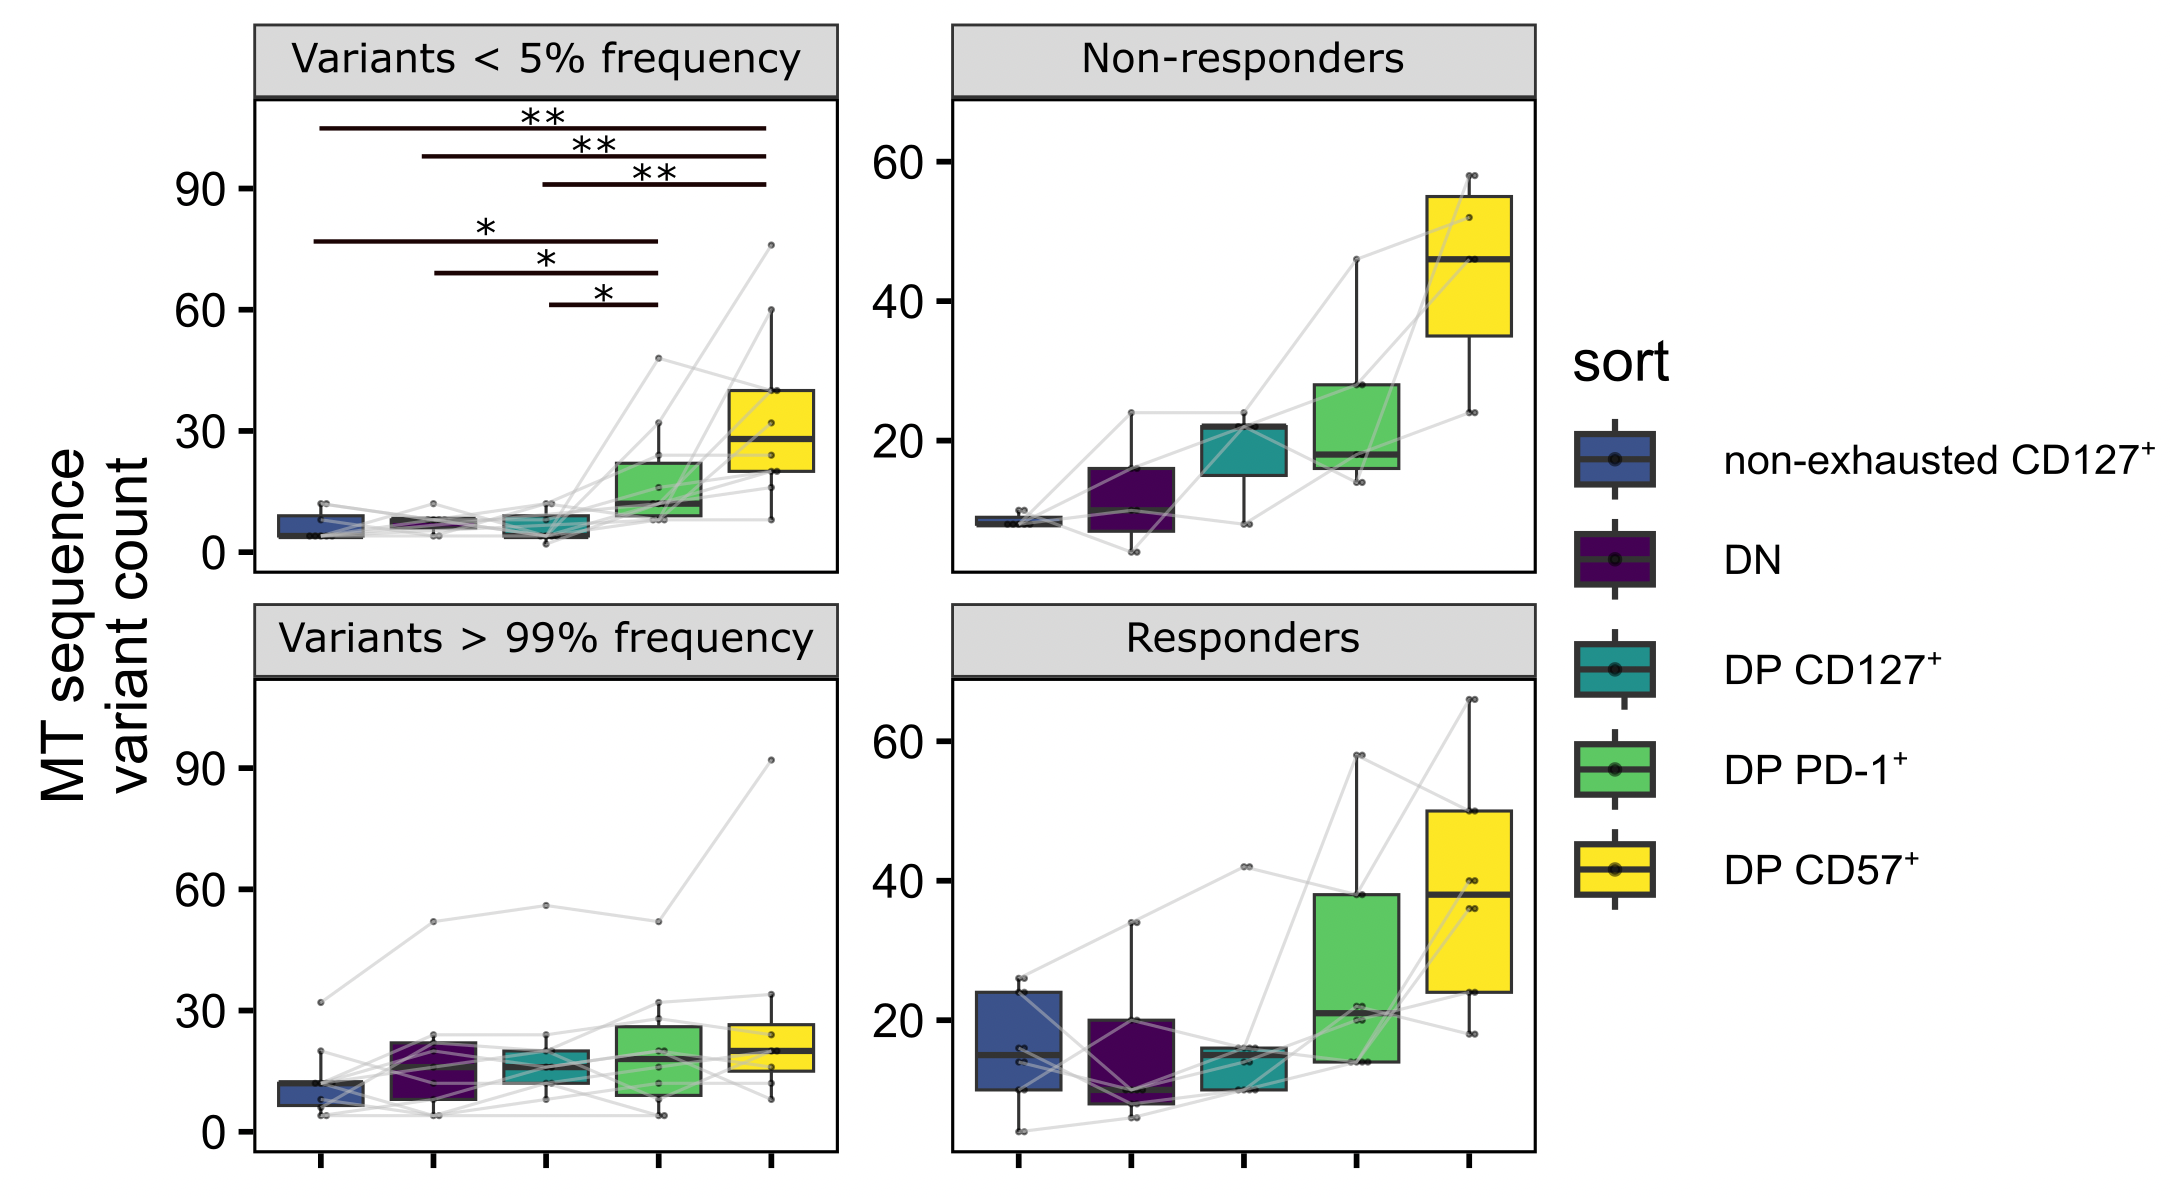 Variants < 5% frequency
**
**
**
*
*
*
90
60
30
0
Non-responders
60
40
20
Variants > 99% frequency
90
60
30
0
Responders
60
40
20
MT sequence
variant count
sort
non-exhausted CD127⁺
DN
DP CD127⁺
DP PD-1⁺
DP CD57⁺